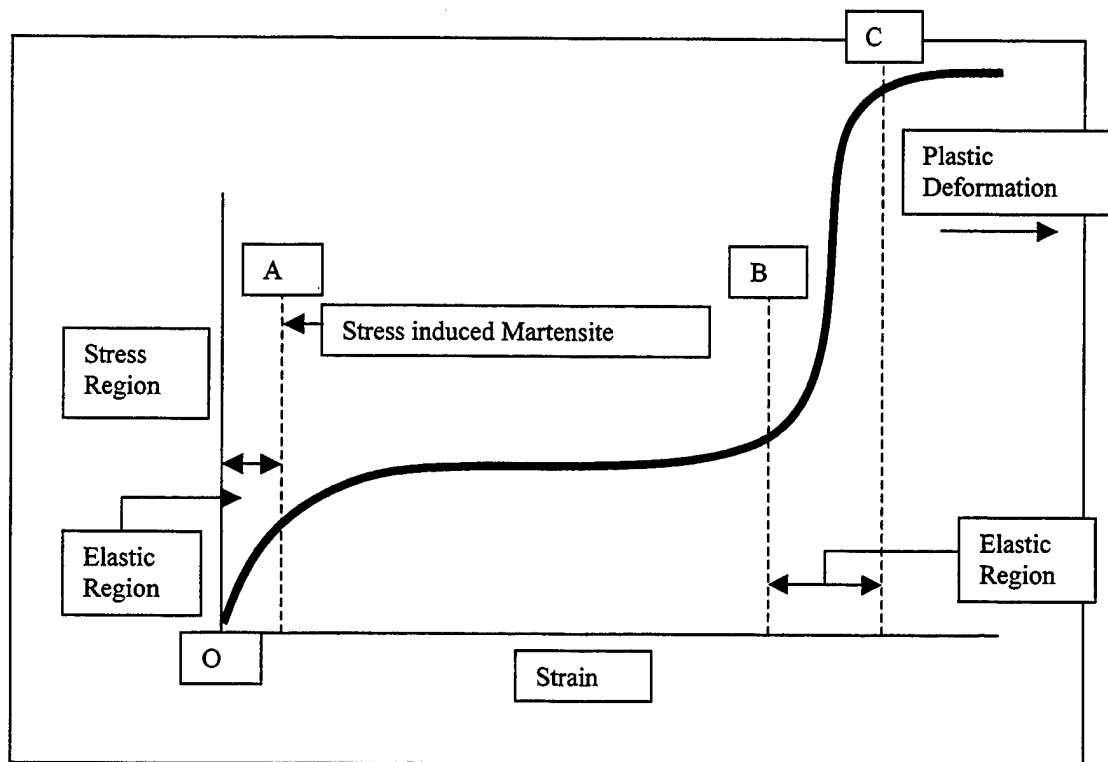 C
Plastic
Deformation
A
B
Stress induced Martensite
Stress
Region
Elastic
Region
Elastic
Region
O
Strain